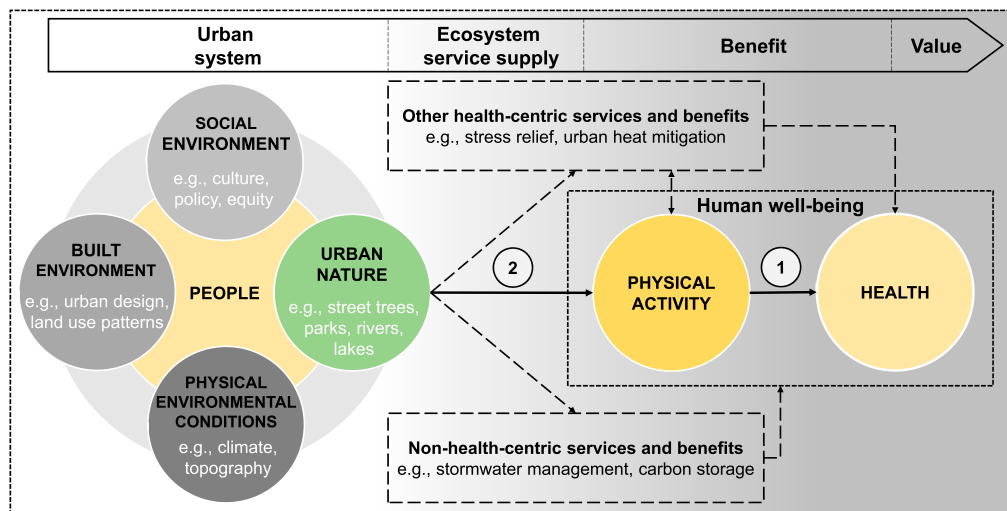 Urban
system
Ecosystem
service supply
Benefit
Value
Other health-centric services and benefits
e.g., stress relief, urban heat mitigation
SOCIAL
ENVIRONMENT
e.g., culture,
policy, equity
BUILT
ENVIRONMENT
e.g., urban design,
land use patterns
PEOPLE
URBAN
NATURE
e.g., street trees,
parks, rivers,
lakes
PHYSICAL
ENVIRONMENTAL
CONDITIONS
e.g., climate,
topography
2
Human well-being
PHYSICAL
ACTIVITY
1
HEALTH
Non-health-centric services and benefits
e.g., stormwater management, carbon storage